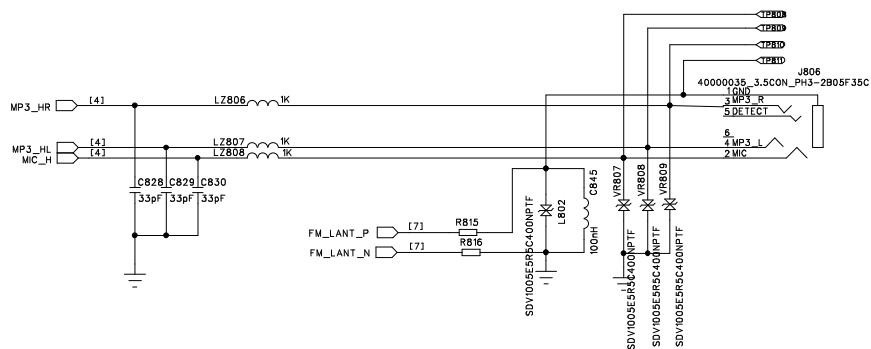 TP808
TP809
TP810
TP811
J806
40000035_3.5CON_PH3-2B05F35C
1 GND
MP3_HR [4] LZ806 1K 3 MP3_R
5 DETECT
6
MP3_HL [4] LZ807 1K 4 MP3_L
MIC_H [4] LZ808 1K 2 MIC
C828 C829 C830
33pF 33pF 33pF
L802
SDV1005E5R5C400NPTF
C845
100nH
VR807
SDV1005E5R5C400NPTF
VR808
SDV1005E5R5C400NPTF
VR809
SDV1005E5R5C400NPTF
FM_LANT_P [7] R815
FM_LANT_N [7] R816